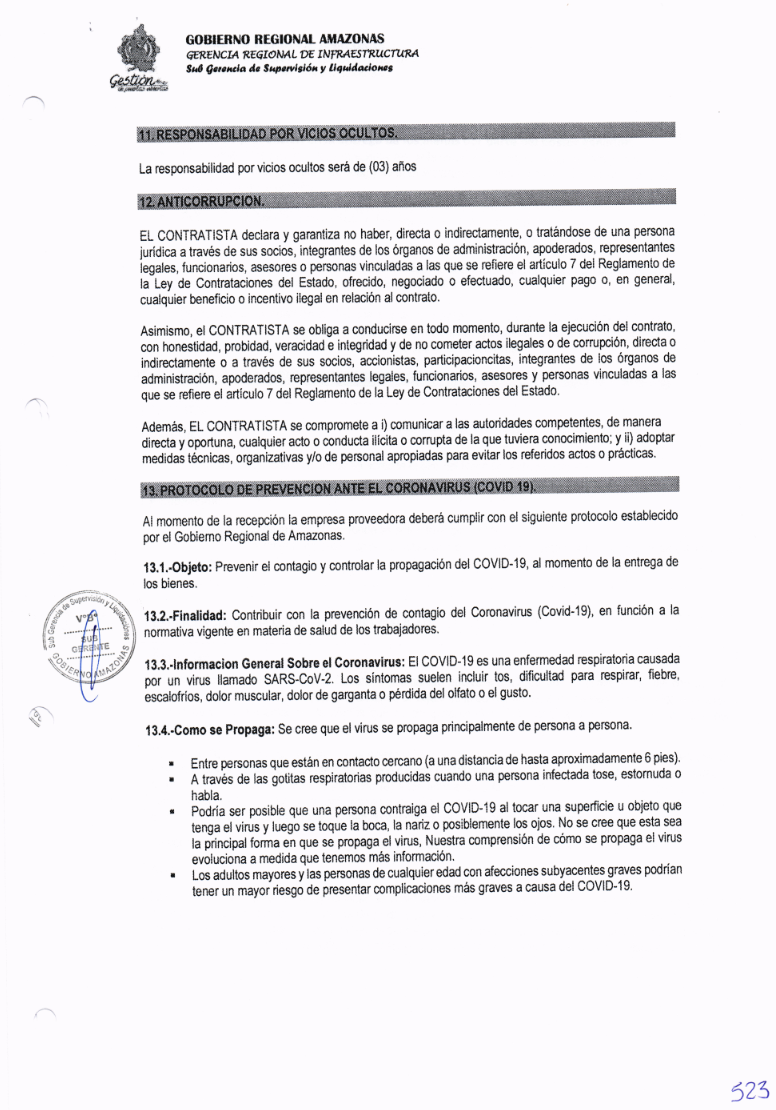 GOBIERNO REGIONAL AMAZONAS
GERENCIA REGIONAL DE INFRAESTRUCTURA
Sub Gerencia de Supervisión y Liquidaciones
Gestión
11. RESPONSABILIDAD POR VICIOS OCULTOS.
La responsabilidad por vicios ocultos será de (03) años
12. ANTICORRUPCION.
EL CONTRATISTA declara y garantiza no haber, directa o indirectamente, o tratándose de una persona
jurídica a través de sus socios, integrantes de los órganos de administración, apoderados, representantes
legales, funcionarios, asesores o personas vinculadas a las que se refiere el artículo 7 del Reglamento de
la Ley de Contrataciones del Estado, ofrecido, negociado o efectuado, cualquier pago o, en general,
cualquier beneficio o incentivo ilegal en relación al contrato.
Asimismo, el CONTRATISTA se obliga a conducirse en todo momento, durante la ejecución del contrato,
con honestidad, probidad, veracidad e integridad y de no cometer actos ilegales o de corrupción, directa o
indirectamente o a través de sus socios, accionistas, participacioncitas, integrantes de los órganos de
administración, apoderados, representantes legales, funcionarios, asesores y personas vinculadas a las
que se refiere el artículo 7 del Reglamento de la Ley de Contrataciones del Estado.
Además, EL CONTRATISTA se compromete a i) comunicar a las autoridades competentes, de manera
directa y oportuna, cualquier acto o conducta ilícita o corrupta de la que tuviera conocimiento; y ii) adoptar
medidas técnicas, organizativas y/o de personal apropiadas para evitar los referidos actos o prácticas.
13. PROTOCOLO DE PREVENCION ANTE EL CORONAVIRUS (COVID 19).
Al momento de la recepción la empresa proveedora deberá cumplir con el siguiente protocolo establecido
por el Gobierno Regional de Amazonas.
13.1.-Objeto: Prevenir el contagio y controlar la propagación del COVID-19, al momento de la entrega de
los bienes.
13.2.-Finalidad: Contribuir con la prevención de contagio del Coronavirus (Covid-19), en función a la
normativa vigente en materia de salud de los trabajadores.
13.3.-Informacion General Sobre el Coronavirus: El COVID-19 es una enfermedad respiratoria causada
por un virus llamado SARS-CoV-2. Los síntomas suelen incluir tos, dificultad para respirar, fiebre,
escalofríos, dolor muscular, dolor de garganta o pérdida del olfato o el gusto.
Sub Gerencia de Supervisión y Liquidaciones
V°B°
SUB
GERENTE
GOBIERNO AMAZONAS
13.4.-Como se Propaga: Se cree que el virus se propaga principalmente de persona a persona.
▪ Entre personas que están en contacto cercano (a una distancia de hasta aproximadamente 6 pies).
▪ A través de las gotitas respiratorias producidas cuando una persona infectada tose, estornuda o
habla.
▪ Podría ser posible que una persona contraiga el COVID-19 al tocar una superficie u objeto que
tenga el virus y luego se toque la boca, la nariz o posiblemente los ojos. No se cree que esta sea
la principal forma en que se propaga el virus, Nuestra comprensión de cómo se propaga el virus
evoluciona a medida que tenemos más información.
▪ Los adultos mayores y las personas de cualquier edad con afecciones subyacentes graves podrían
tener un mayor riesgo de presentar complicaciones más graves a causa del COVID-19.
523